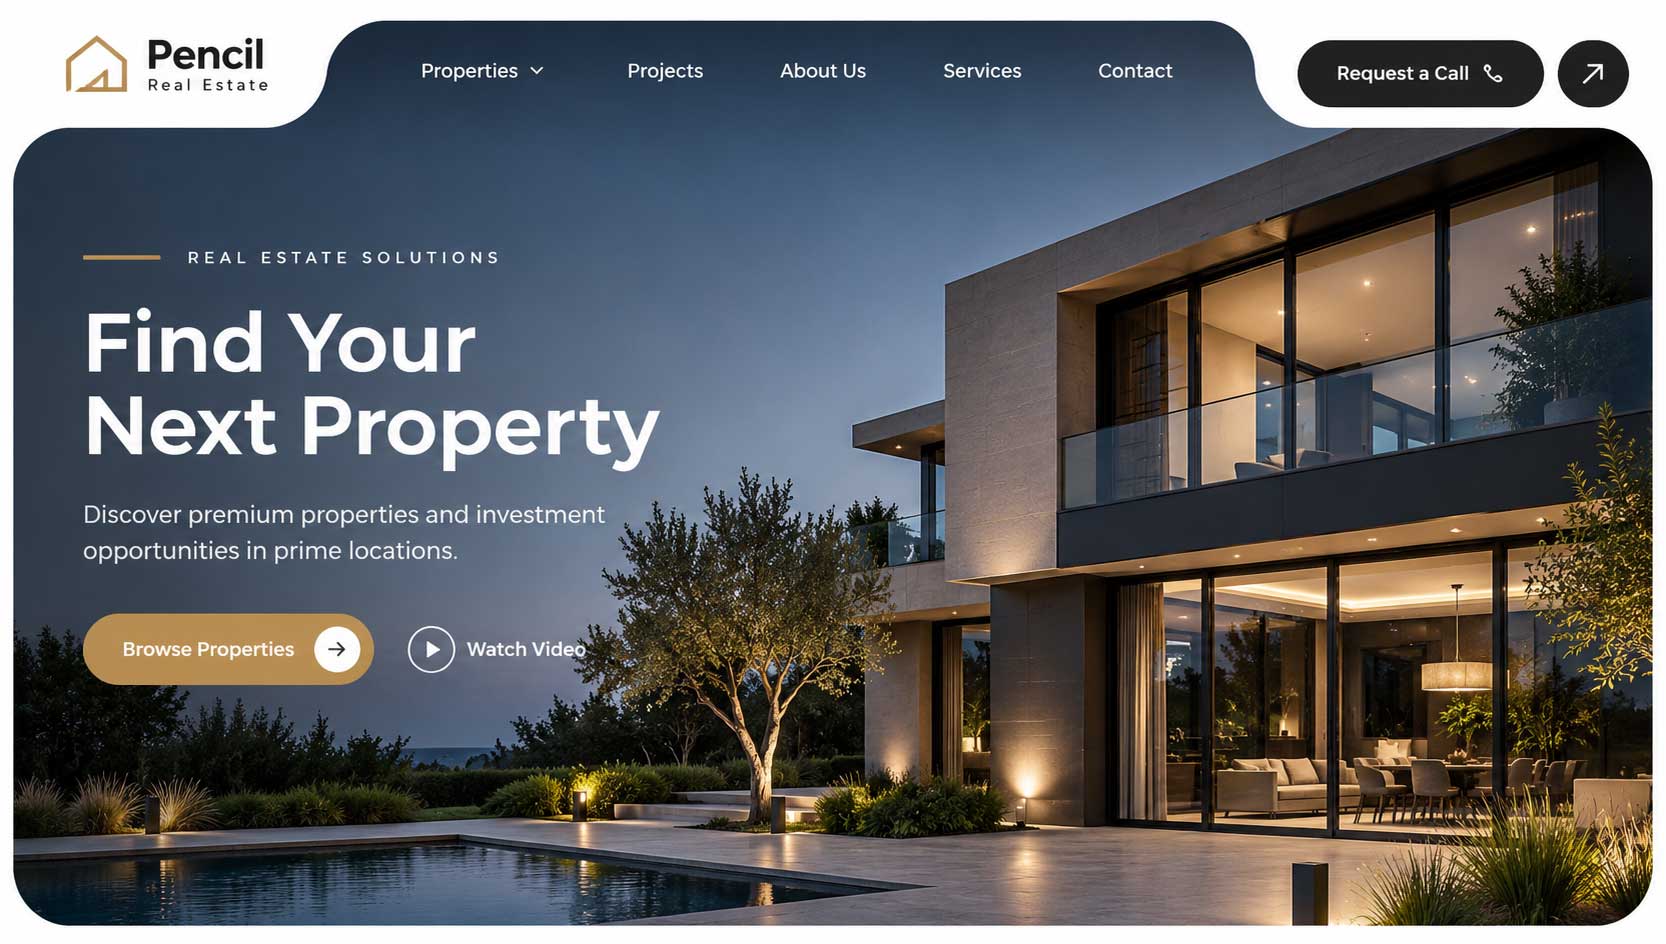 Pencil
Real Estate
Properties
Projects
About Us
Services
Contact
Request a Call
REAL ESTATE SOLUTIONS
Find Your
Next Property
Discover premium properties and investment
opportunities in prime locations.
Browse Properties
Watch Video